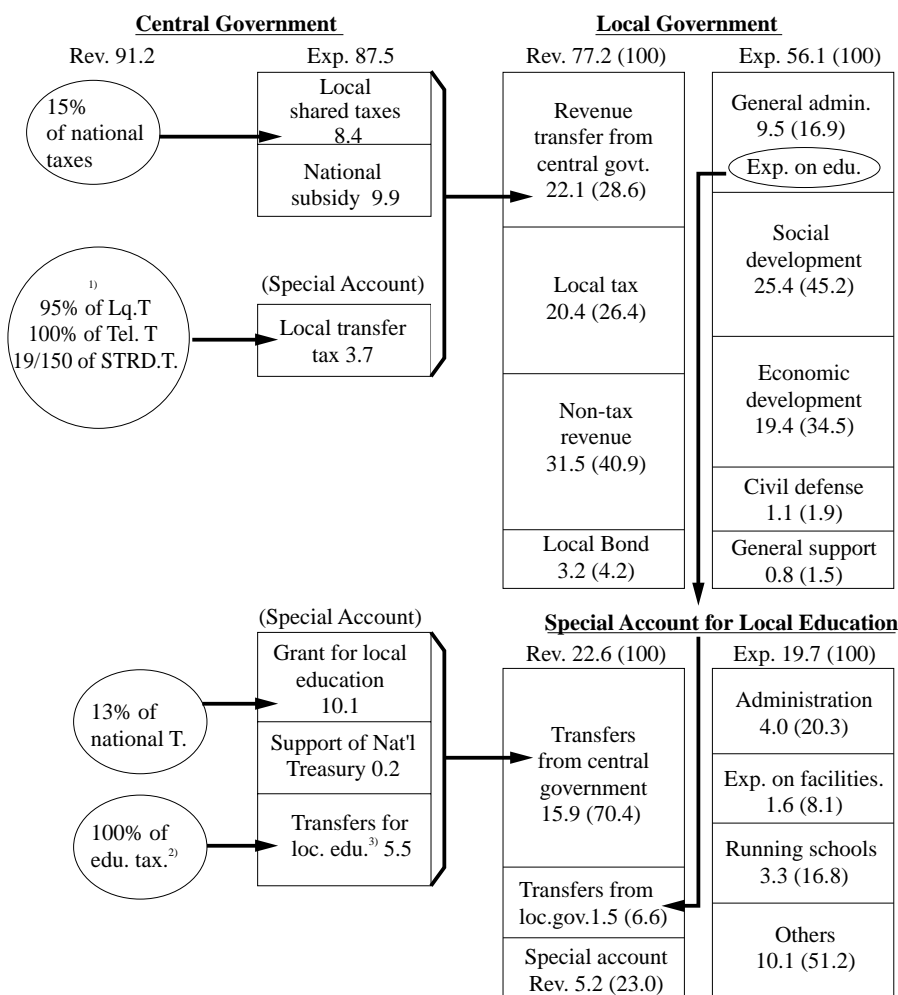 Central Government
Rev. 91.2
Exp. 87.5
15%
of national
taxes
Local
shared taxes
8.4
National
subsidy 9.9
1)
95% of Lq.T
100% of Tel. T
19/150 of STRD.T.
(Special Account)
Local transfer
tax 3.7
Local Government
Rev. 77.2 (100)
Exp. 56.1 (100)
Revenue
transfer from
central govt.
22.1 (28.6)
Local tax
20.4 (26.4)
Non-tax
revenue
31.5 (40.9)
Local Bond
3.2 (4.2)
General admin.
9.5 (16.9)
Exp. on edu.
Social
development
25.4 (45.2)
Economic
development
19.4 (34.5)
Civil defense
1.1 (1.9)
General support
0.8 (1.5)
(Special Account)
13% of
national T.
Grant for local
education
10.1
Support of Nat'l
Treasury 0.2
100% of
edu. tax.2)
Transfers for
loc. edu.3) 5.5
Special Account for Local Education
Rev. 22.6 (100)
Exp. 19.7 (100)
Transfers
from central
government
15.9 (70.4)
Transfers from
loc.gov.1.5 (6.6)
Special account
Rev. 5.2 (23.0)
Administration
4.0 (20.3)
Exp. on facilities.
1.6 (8.1)
Running schools
3.3 (16.8)
Others
10.1 (51.2)